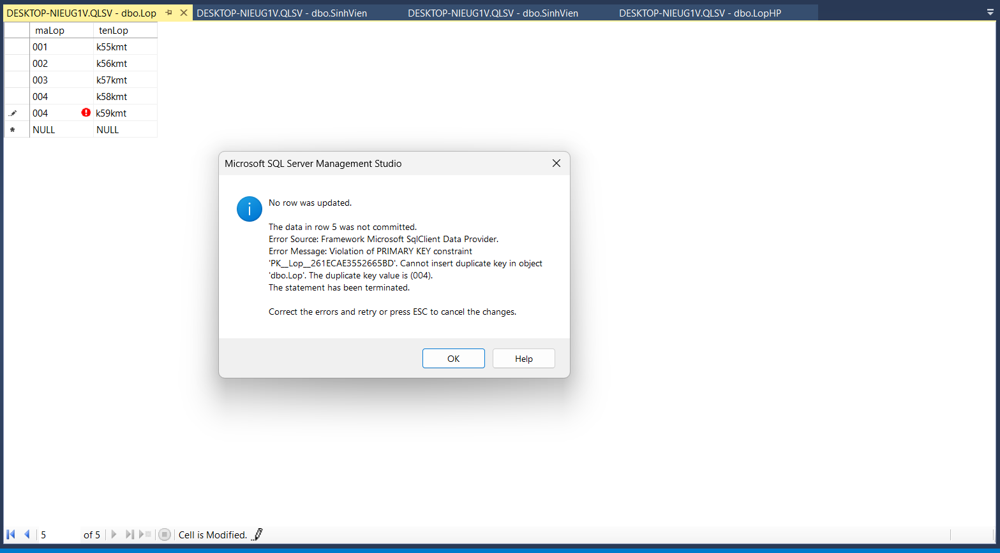 DESKTOP-NIEUG1V.QLSV - dbo.Lop DESKTOP-NIEUG1V.QLSV - dbo.SinhVien DESKTOP-NIEUG1V.QLSV - dbo.SinhVien DESKTOP-NIEUG1V.QLSV - dbo.LopHP
maLop tenLop
001 k55kmt
002 k56kmt
003 k57kmt
004 k58kmt
004 k59kmt
NULL NULL
Microsoft SQL Server Management Studio
No row was updated.
The data in row 5 was not committed.
Error Source: Framework Microsoft SqlClient Data Provider.
Error Message: Violation of PRIMARY KEY constraint
'PK__Lop__261ECAE3552665BD'. Cannot insert duplicate key in object
'dbo.Lop'. The duplicate key value is (004).
The statement has been terminated.
Correct the errors and retry or press ESC to cancel the changes.
OK Help
5 of 5 Cell is Modified.